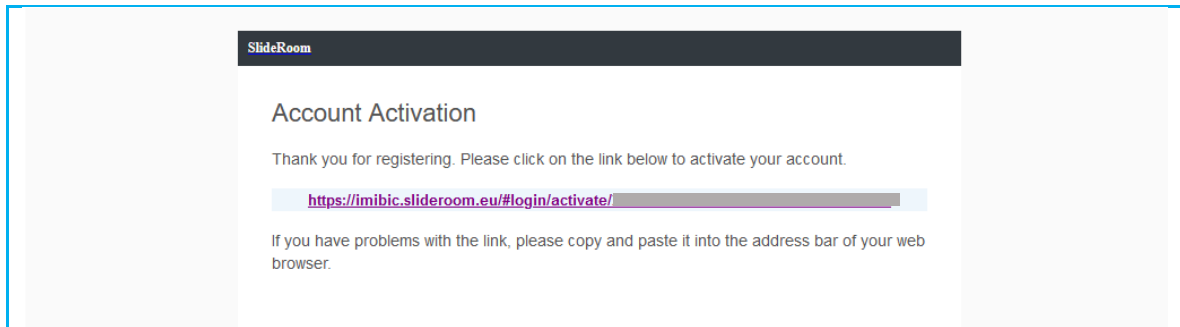 SlideRoom
Account Activation
Thank you for registering. Please click on the link below to activate your account.
https://imibic.slideroom.eu/#login/activate/
If you have problems with the link, please copy and paste it into the address bar of your web
browser.